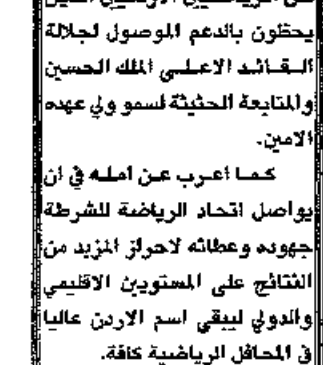 يحظون بالدعم الموصول لجلالة
القائد الاعلى الملك الحسين
والمتابعة الحثيثة لسمو ولي عهده
الامين.
كما اعرب عن امله في ان
يواصل اتحاد الرياضة للشرطة
جهوده وعطائه لاحراز المزيد من
النتائج على المستويين الاقليمي
والدولي ليبقى اسم الاردن عاليا
في المحافل الرياضية كافة.